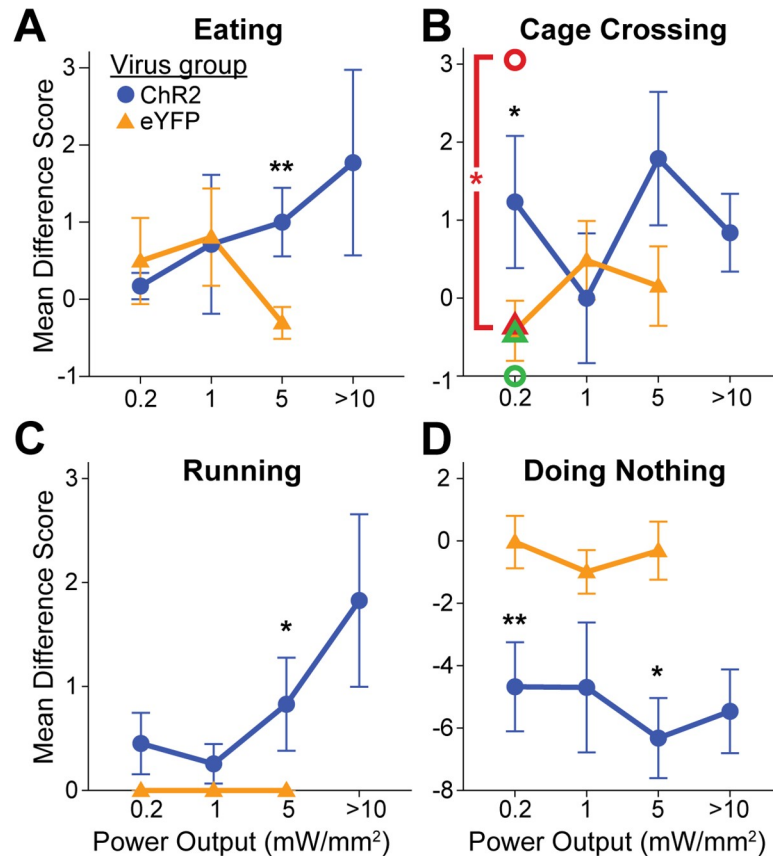 A
Eating
Virus group
ChR2
eYFP
**
3
2
1
0
-1
0.2
1
5
>10
Mean Difference Score
B
Cage Crossing
*
*
3
2
1
0
-1
0.2
1
5
>10
C
Running
*
3
2
1
0
0.2
1
5
>10
Mean Difference Score
Power Output (mW/mm²)
D
Doing Nothing
**
*
2
0
-2
-4
-6
-8
0.2
1
5
>10
Power Output (mW/mm²)